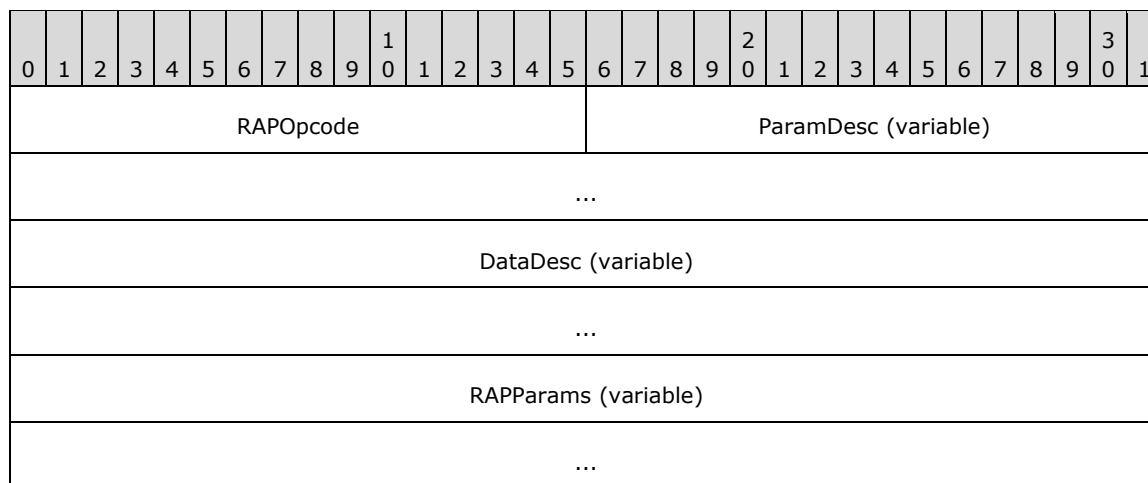 1 2 3
0 1 2 3 4 5 6 7 8 9 0 1 2 3 4 5 6 7 8 9 0 1 2 3 4 5 6 7 8 9 0 1
RAPOpcode ParamDesc (variable)
...
DataDesc (variable)
...
RAPParams (variable)
...